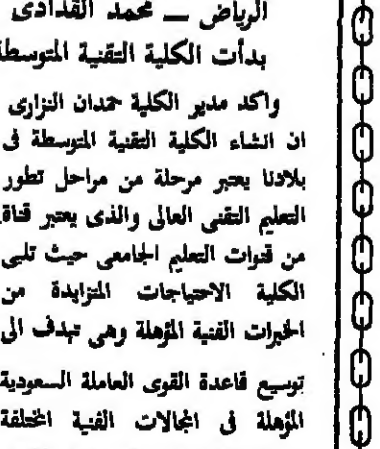 الرياض ــ محمد القدادى
بدأت الكلية التقنية المتوسطة
واكد مدير الكلية حمدان النزارى
ان انشاء الكلية التقنية المتوسطة فى
بلادنا يعتبر مرحلة من مراحل تطور
التعليم التقنى العالى والذى يعتبر قناة
من قنوات التعليم الجامعى حيث تلبى
الكلية الاحتياجات المتزايدة من
الخبرات الفنية المؤهلة وهى تهدف الى
توسيع قاعدة القوى العاملة السعودية
المؤهلة فى المجالات الفنية المختلفة